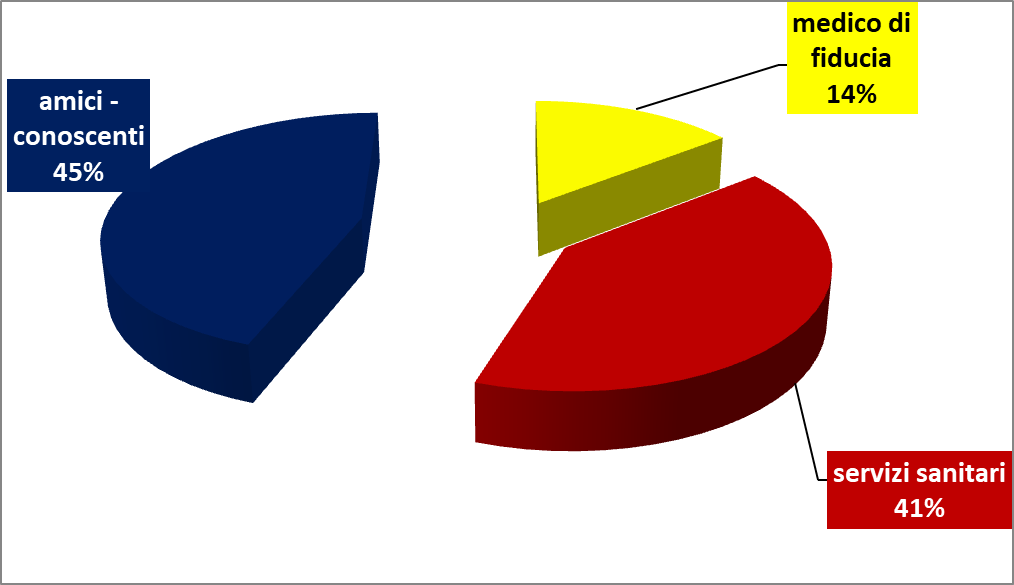 medico di
fiducia
14%
amici -
conoscenti
45%
servizi sanitari
41%